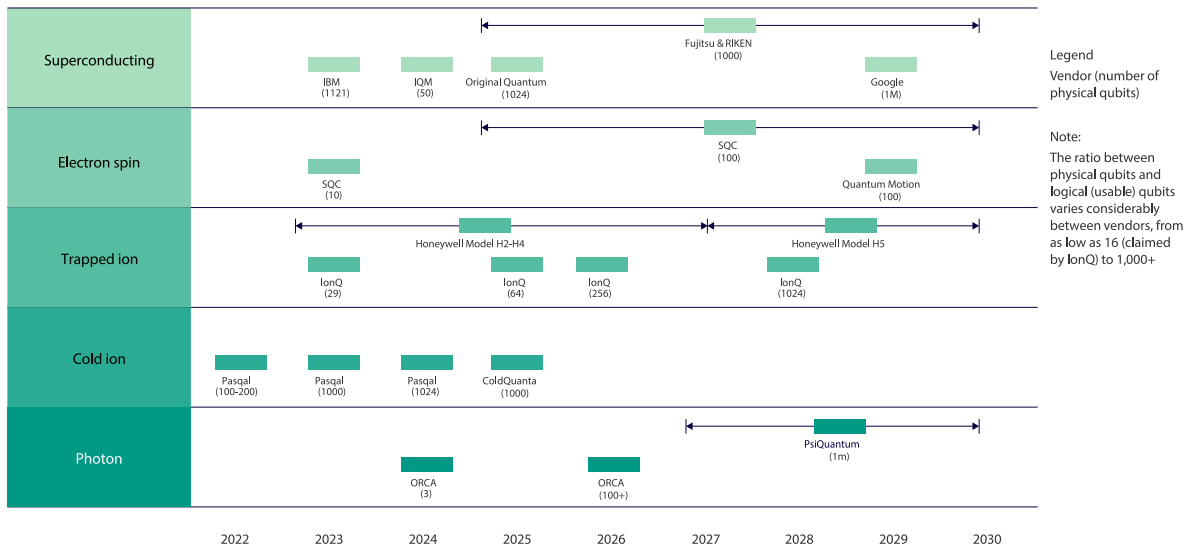 Superconducting
Fujitsu & RIKEN
(1000)
IBM
(1121)
IQM
(50)
Original Quantum
(1024)
Google
(1M)
Electron spin
SQC
(100)
SQC
(10)
Quantum Motion
(100)
Trapped ion
Honeywell Model H2-H4
Honeywell Model H5
IonQ
(29)
IonQ
(64)
IonQ
(256)
IonQ
(1024)
Cold ion
Pasqal
(100-200)
Pasqal
(1000)
Pasqal
(1024)
ColdQuanta
(1000)
Photon
PsiQuantum
(1m)
ORCA
(3)
ORCA
(100+)
2022
2023
2024
2025
2026
2027
2028
2029
2030
Legend
Vendor (number of
physical qubits)
Note:
The ratio between
physical qubits and
logical (usable) qubits
varies considerably
between vendors, from
as low as 16 (claimed
by IonQ) to 1,000+